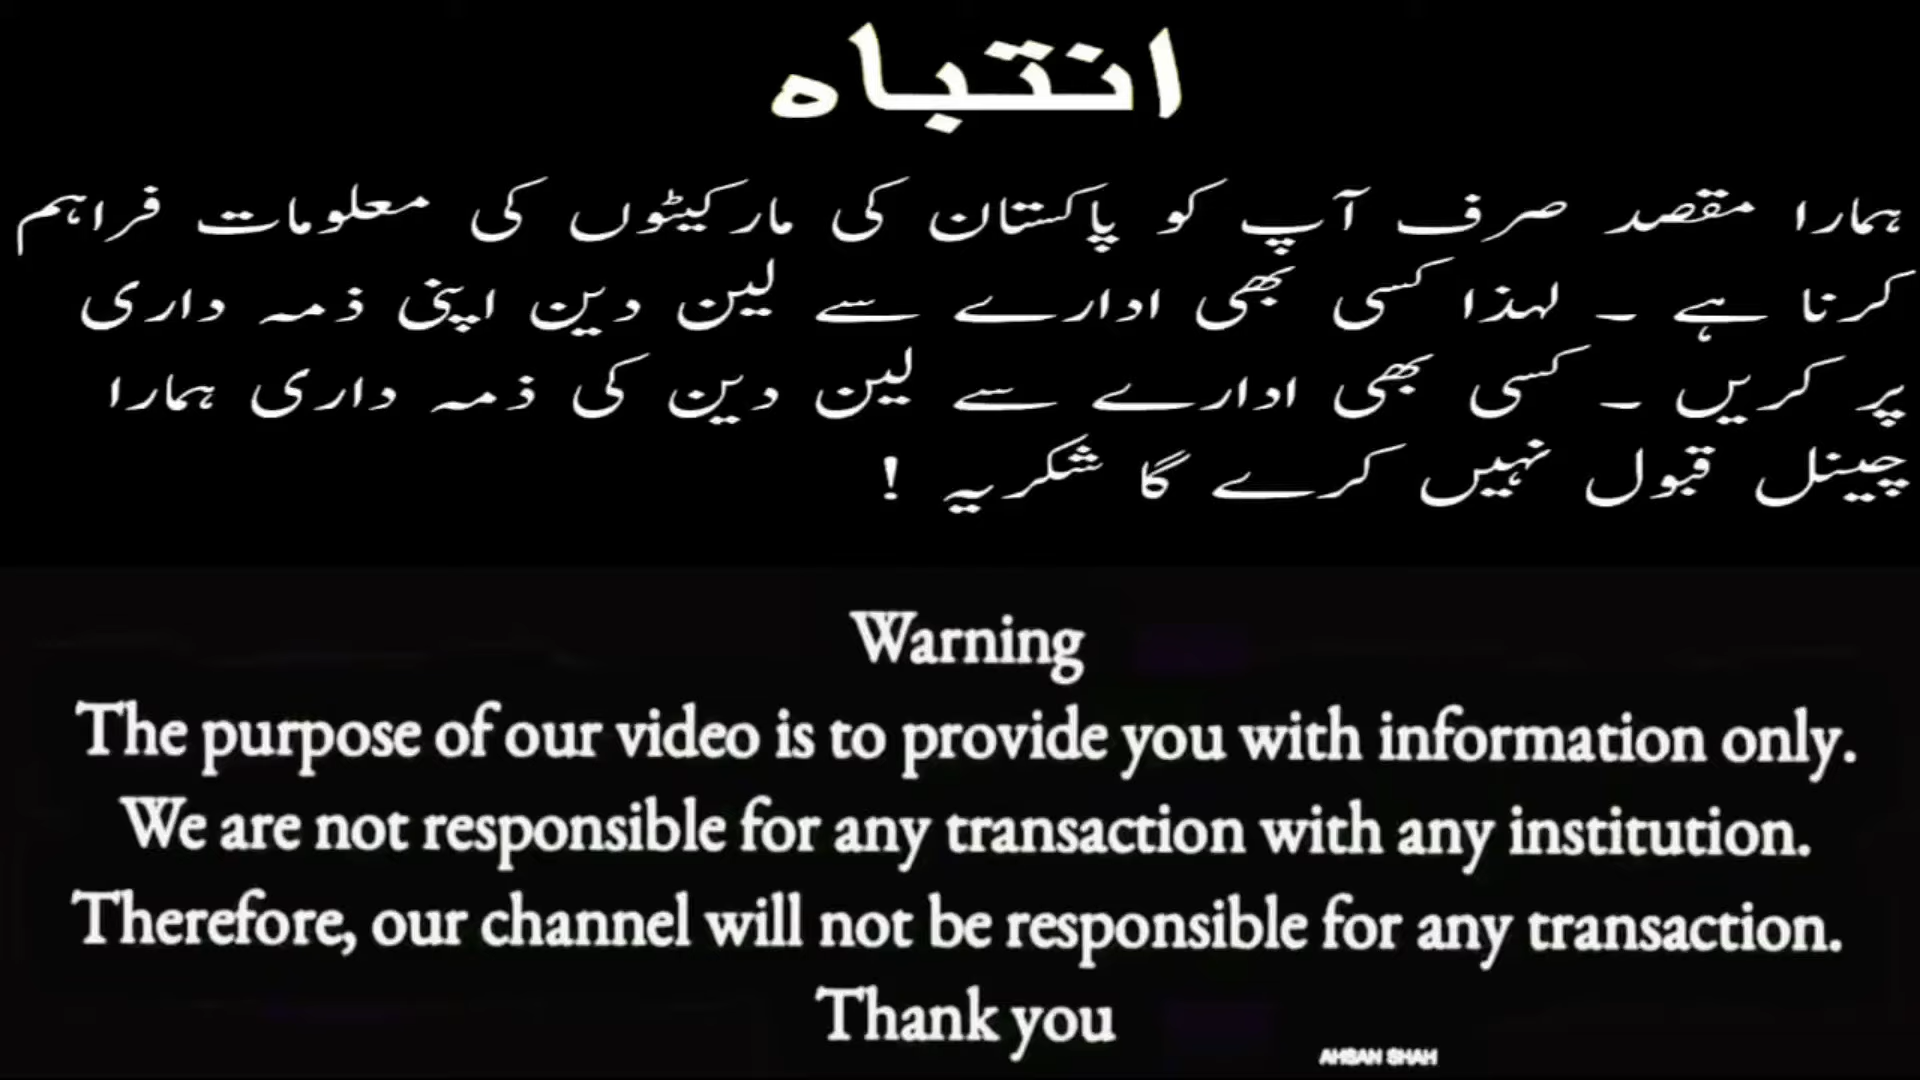 انتباہ
ہمارا مقصد صرف آپ کو پاکستان کی مارکیٹوں کی معلومات فراہم
کرنا ہے ۔ لہذا کسی بھی ادارے سے لین دین اپنی ذمہ داری
پر کریں ۔ کسی بھی ادارے سے لین دین کی ذمہ داری ہمارا
چینل قبول نہیں کرے گا شکریہ !
Warning
The purpose of our video is to provide you with information only.
We are not responsible for any transaction with any institution.
Therefore, our channel will not be responsible for any transaction.
Thank you
AHSAN SHAH